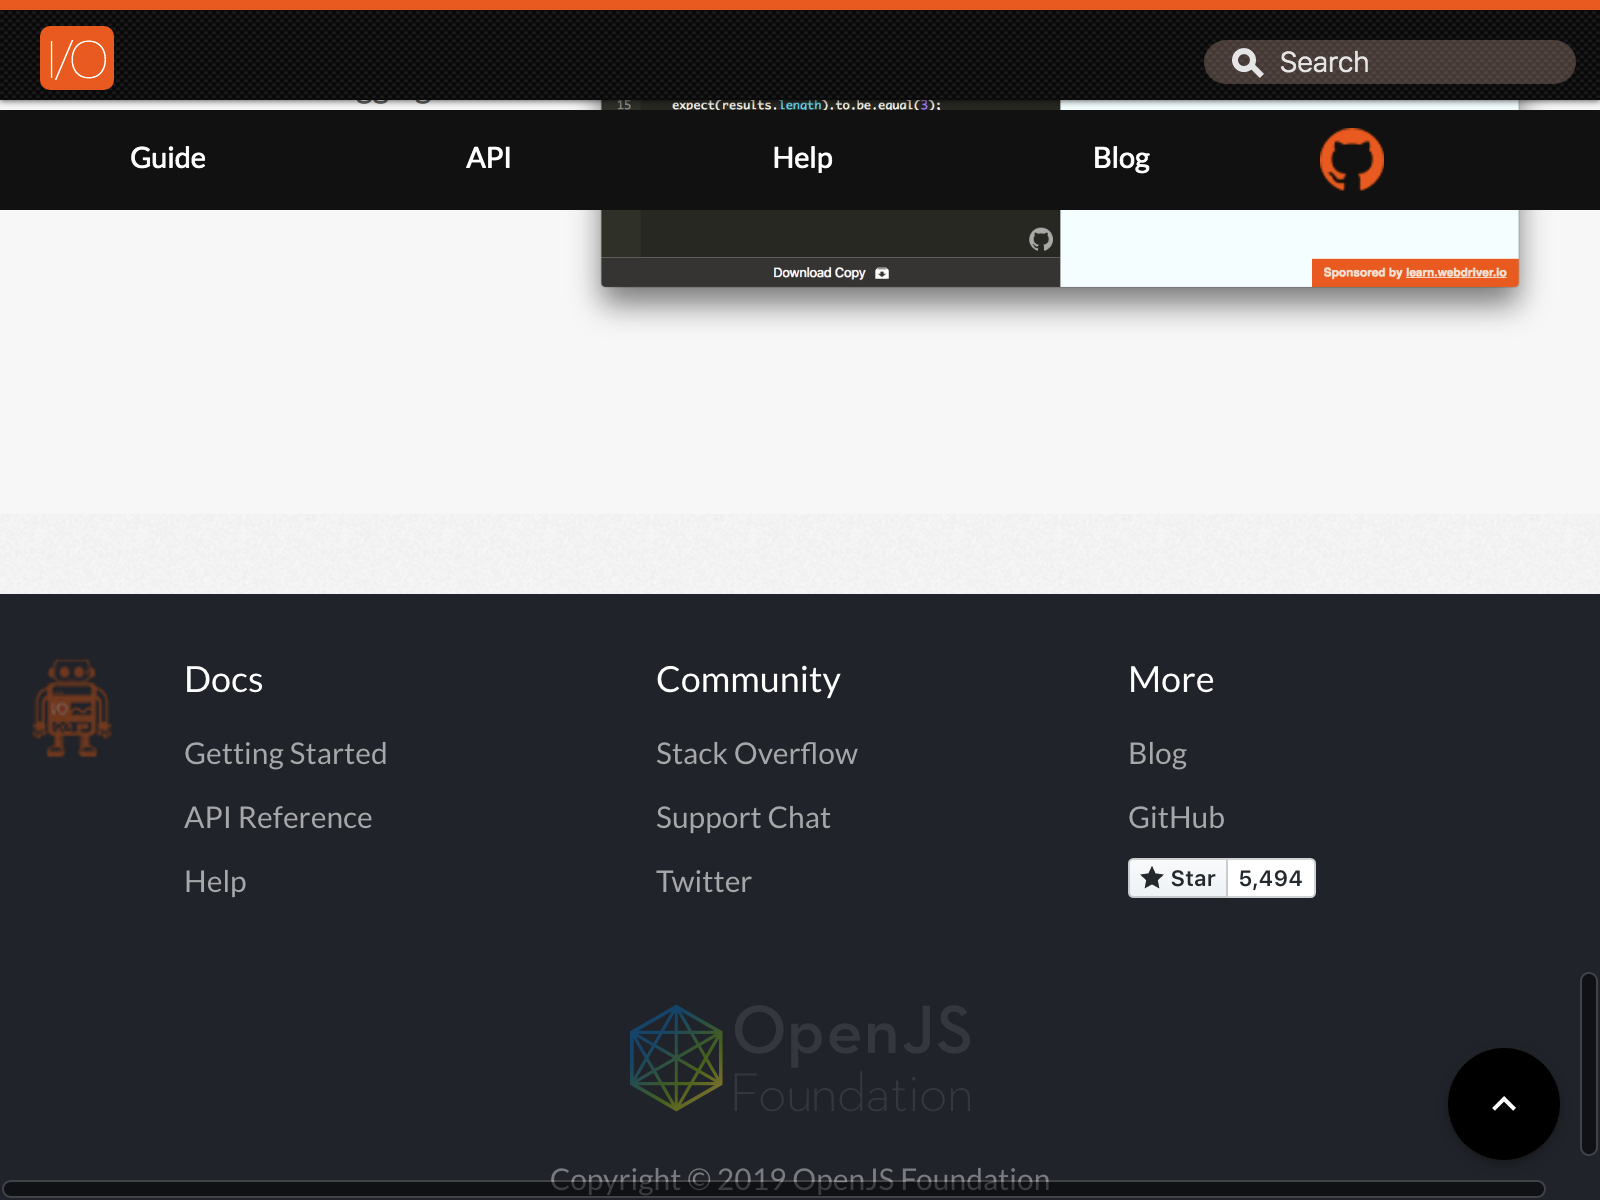 I/O
Search
15 expect(results.length).to.be.equal(3);
Guide API Help Blog
Download Copy
Sponsored by learn.webdriver.io
Docs Community More
Getting Started Stack Overflow Blog
API Reference Support Chat GitHub
Help Twitter Star 5,494
I/O
OpenJS
Foundation
Copyright © 2019 OpenJS Foundation